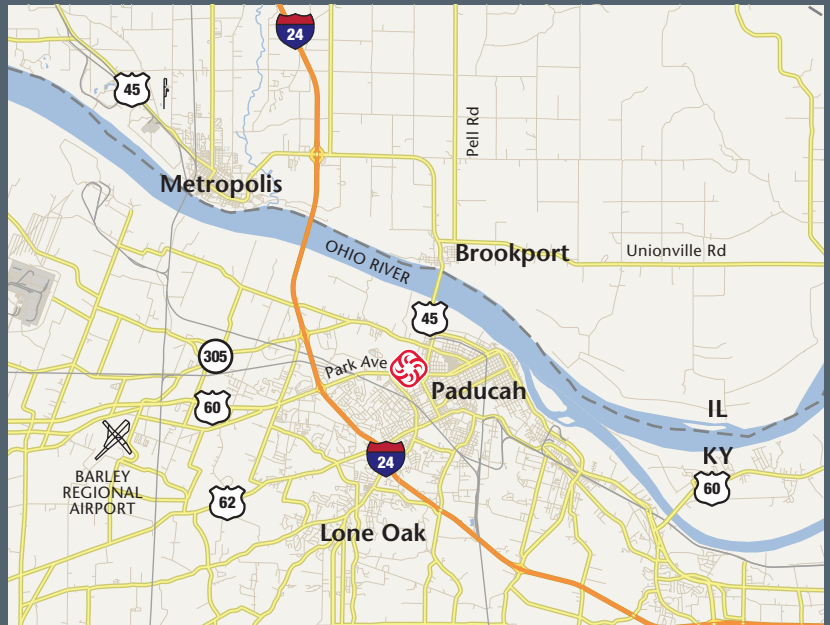 24
45
Pell Rd
Metropolis
Brookport
Unionville Rd
OHIO RIVER
45
305
Park Ave
Paducah
60
IL
24
KY
BARLEY
REGIONAL
AIRPORT
60
62
Lone Oak